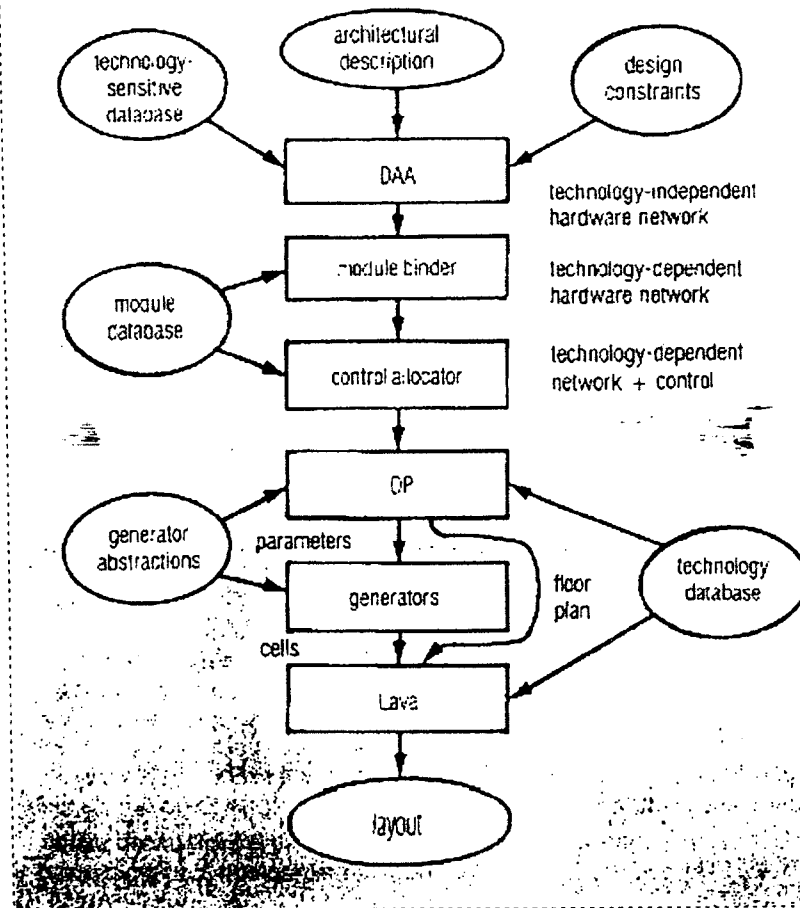 architectural
description
technology-
sensitive
database
design
constraints
DAA
technology-independent
hardware network
module binder
technology-dependent
hardware network
module
database
control allocator
technology-dependent
network + control
DP
generator
abstractions
parameters
technology
database
generators
floor
plan
cells
Lava
layout